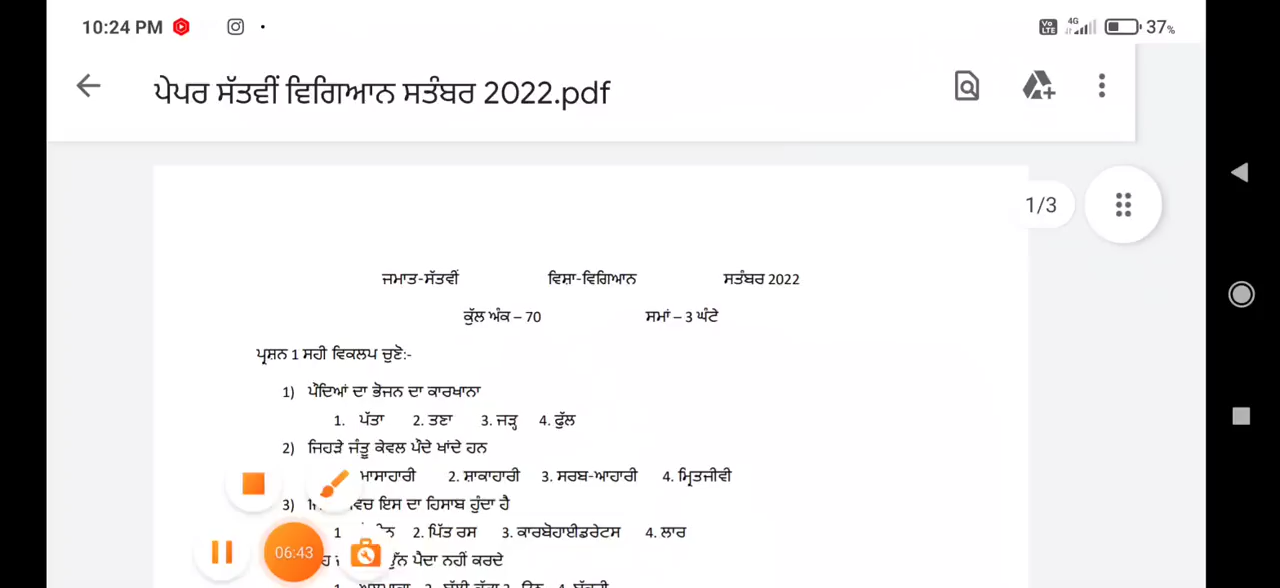 10:24 PM
Vo LTE 4G 37%
ਪੇਪਰ ਸੱਤਵੀਂ ਵਿਗਿਆਨ ਸਤੰਬਰ 2022.pdf
1/3
ਜਮਾਤ-ਸੱਤਵੀਂ ਵਿਸ਼ਾ-ਵਿਗਿਆਨ ਸਤੰਬਰ 2022
ਕੁੱਲ ਅੰਕ – 70 ਸਮਾਂ – 3 ਘੰਟੇ
ਪ੍ਰਸ਼ਨ 1 ਸਹੀ ਵਿਕਲਪ ਚੁਣੋ:-
1) ਪੌਦਿਆਂ ਦਾ ਭੋਜਨ ਦਾ ਕਾਰਖਾਨਾ
1. ਪੱਤਾ 2. ਤਣਾ 3. ਜੜ੍ਹ 4. ਫੁੱਲ
2) ਜਿਹੜੇ ਜੰਤੂ ਕੇਵਲ ਪੌਦੇ ਖਾਂਦੇ ਹਨ
ਮਾਸਾਹਾਰੀ 2. ਸ਼ਾਕਾਹਾਰੀ 3. ਸਰਬ-ਆਹਾਰੀ 4. ਮ੍ਰਿਤਜੀਵੀ
3) ਇਸ ਦਾ ਹਿਸਾਬ ਹੁੰਦਾ ਹੈ
1 2. ਪਿੱਤ ਰਸ 3. ਕਾਰਬੋਹਾਈਡਰੇਟਸ 4. ਲਾਰ
ਪੈਦਾ ਨਹੀਂ ਕਰਦੇ
06:43